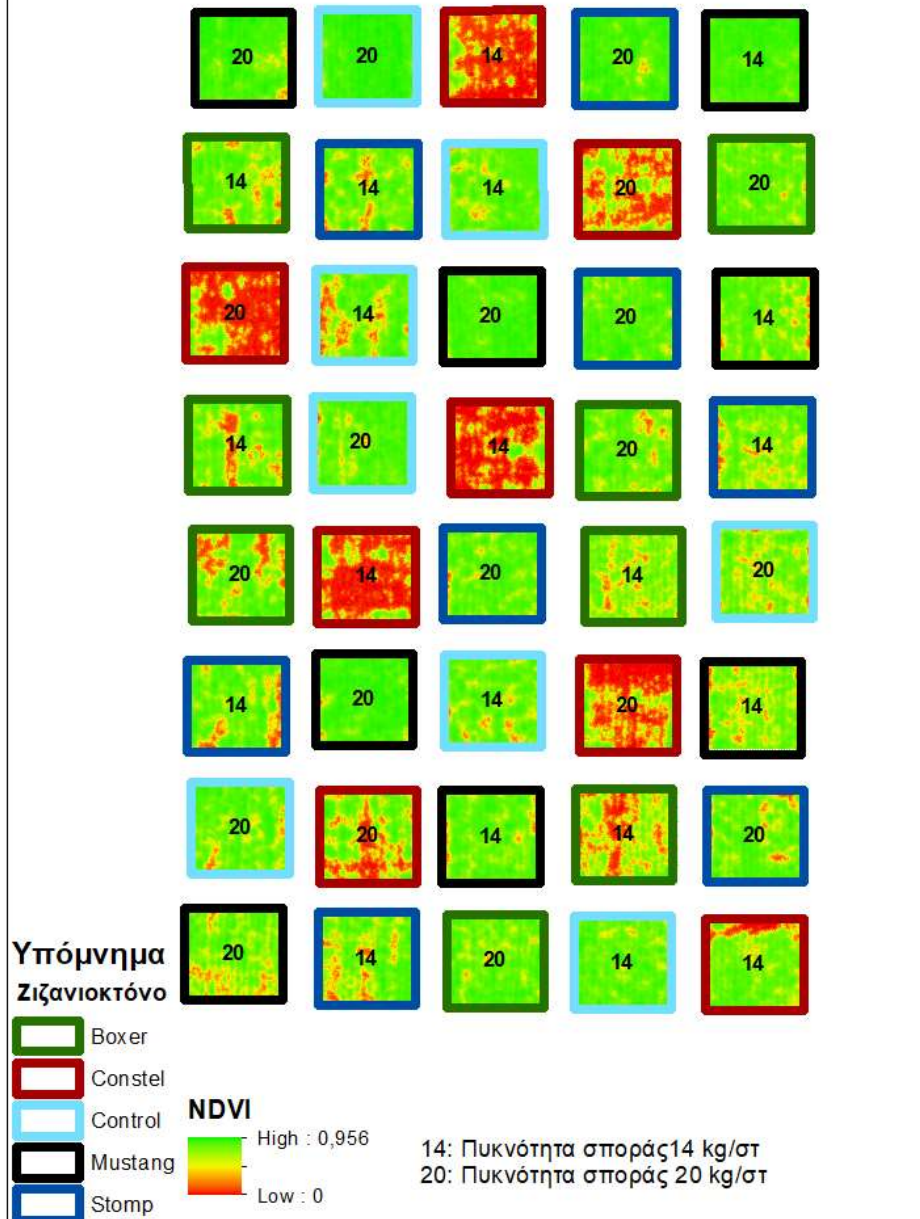 20 20 14 20 14
14 14 14 20 20
20 14 20 20 14
14 20 14 20 14
20 14 20 14 20
14 20 14 20 14
20 20 14 14 20
20 14 20 14 14
Υπόμνημα
Ζιζανιοκτόνο
Boxer
Constel
Control
Mustang
Stomp
NDVI
High : 0,956
Low : 0
14: Πυκνότητα σποράς14 kg/στ
20: Πυκνότητα σποράς 20 kg/στ